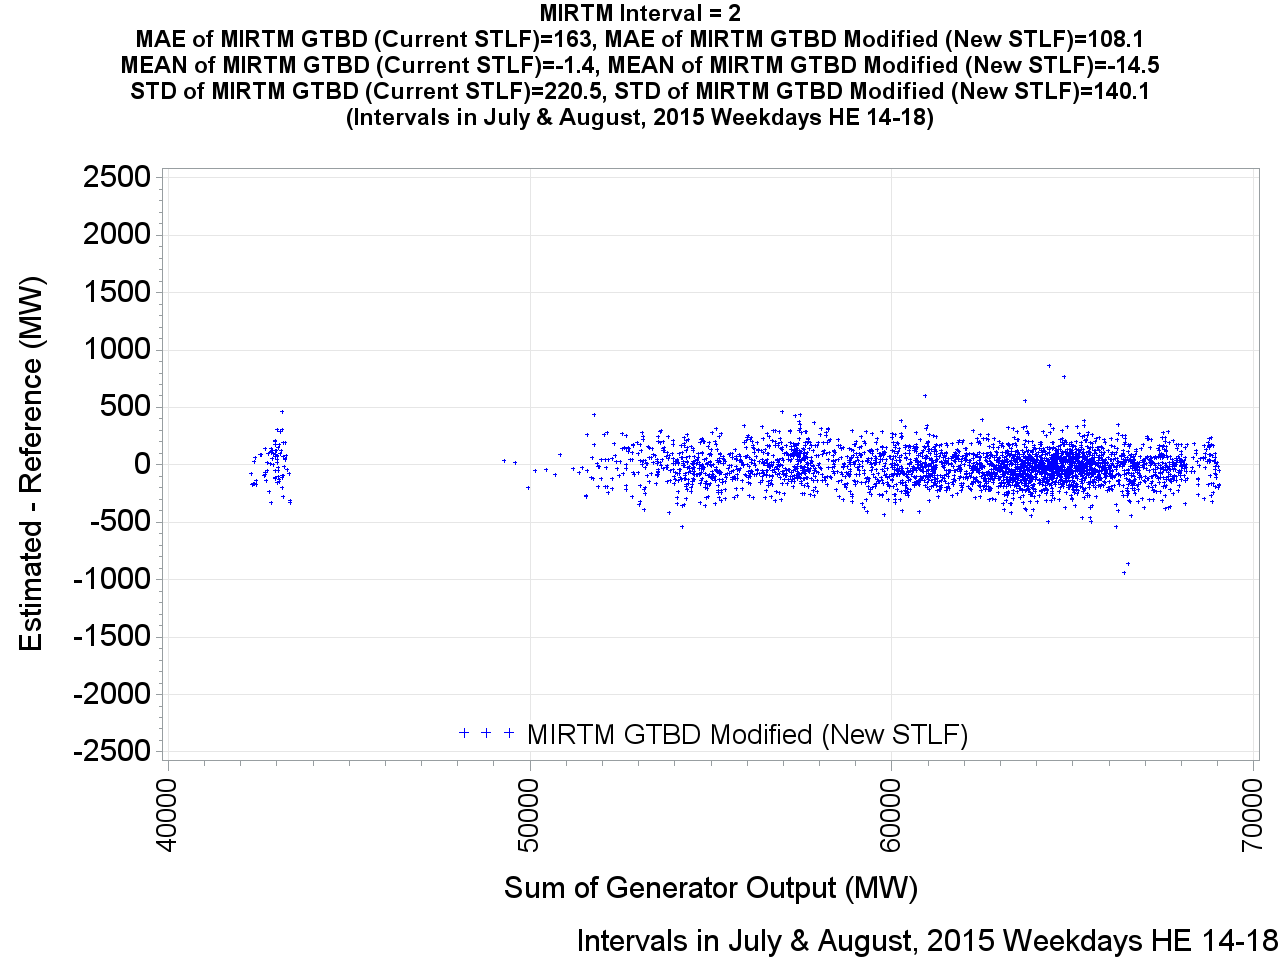 MIRTM Interval = 2
MAE of MIRTM GTBD (Current STLF)=163, MAE of MIRTM GTBD Modified (New STLF)=108.1
MEAN of MIRTM GTBD (Current STLF)=-1.4, MEAN of MIRTM GTBD Modified (New STLF)=-14.5
STD of MIRTM GTBD (Current STLF)=220.5, STD of MIRTM GTBD Modified (New STLF)=140.1
(Intervals in July & August, 2015 Weekdays HE 14-18)
Estimated - Reference (MW)
2500
2000
1500
1000
500
0
-500
-1000
-1500
-2000
-2500
MIRTM GTBD Modified (New STLF)
40000
50000
60000
70000
Sum of Generator Output (MW)
Intervals in July & August, 2015 Weekdays HE 14-18